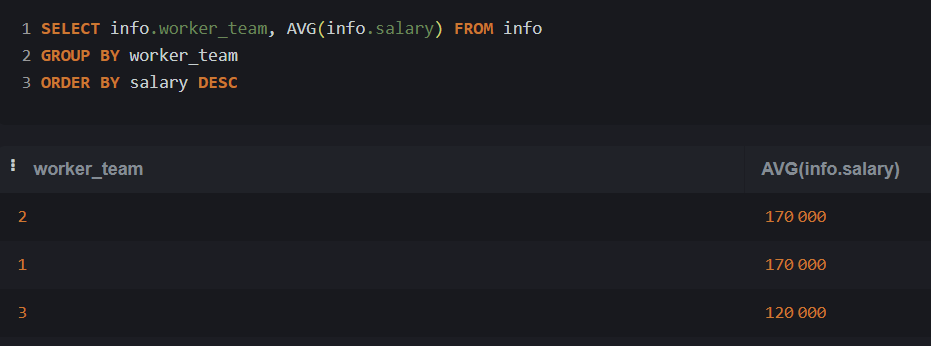 1 SELECT info.worker_team, AVG(info.salary) FROM info
2 GROUP BY worker_team
3 ORDER BY salary DESC
worker_team AVG(info.salary)
2 170 000
1 170 000
3 120 000